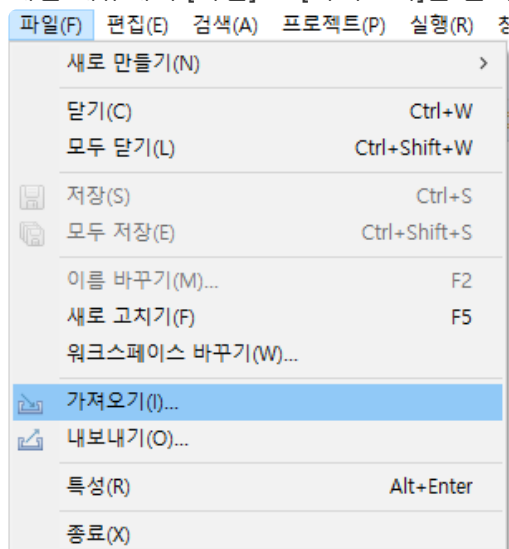 파일(F) 편집(E) 검색(A) 프로젝트(P) 실행(R)
새로 만들기(N) >
닫기(C) Ctrl+W
모두 닫기(L) Ctrl+Shift+W
저장(S) Ctrl+S
모두 저장(E) Ctrl+Shift+S
이름 바꾸기(M)... F2
새로 고치기(F) F5
워크스페이스 바꾸기(W)...
가져오기(I)...
내보내기(O)...
특성(R) Alt+Enter
종료(X)